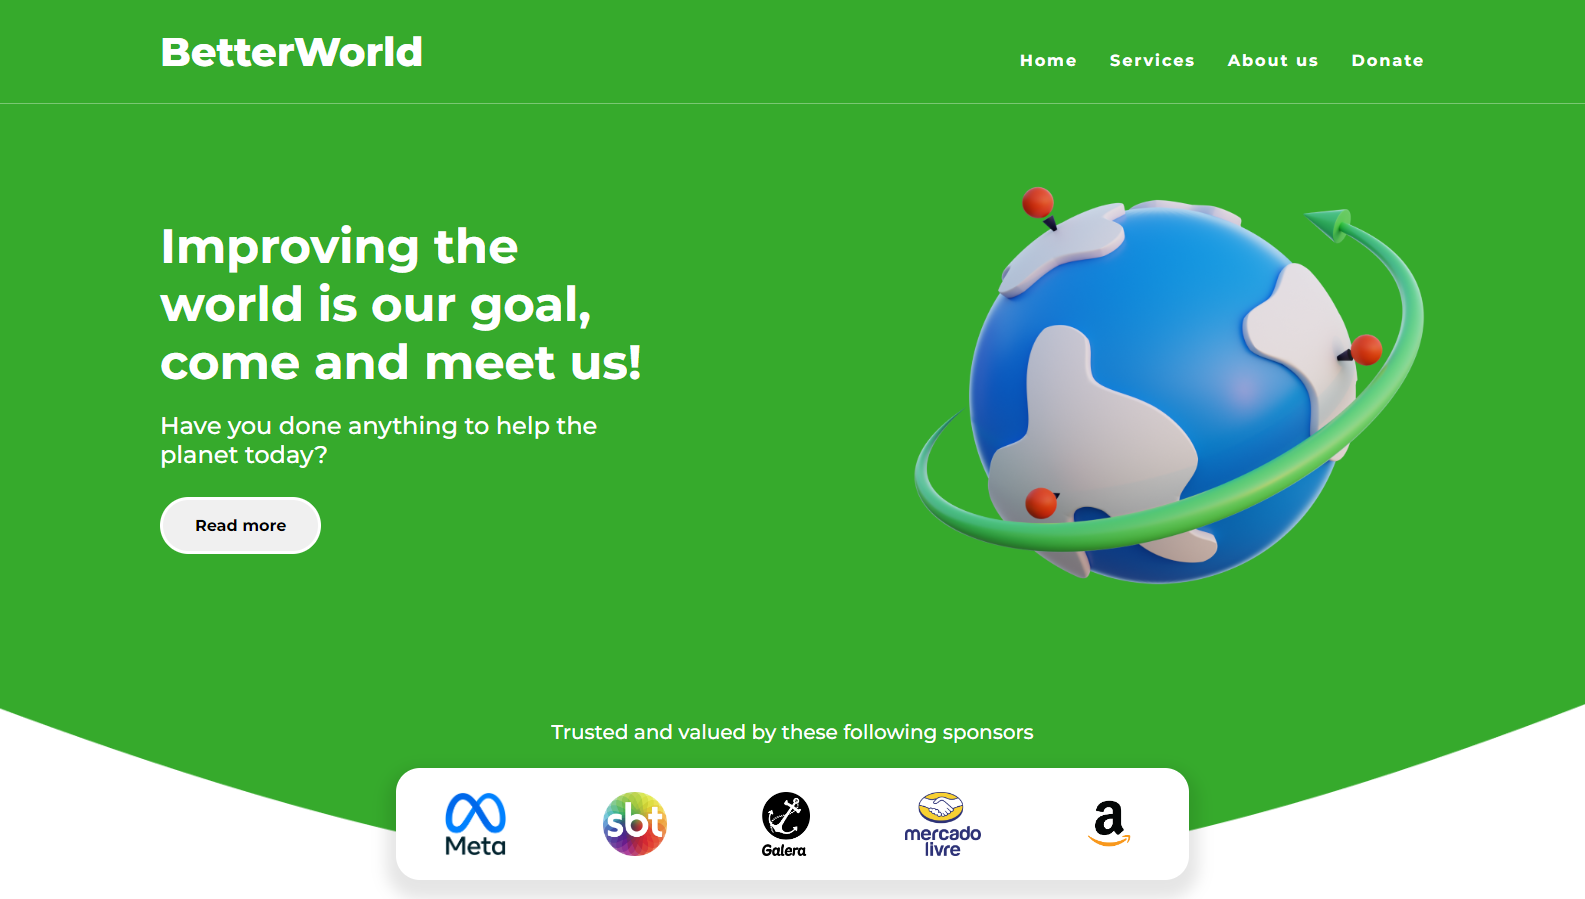 BetterWorld
Home Services About us Donate
Improving the
world is our goal,
come and meet us!
Have you done anything to help the
planet today?
Read more
Trusted and valued by these following sponsors
Meta
sbt
Galera
mercado
livre
a